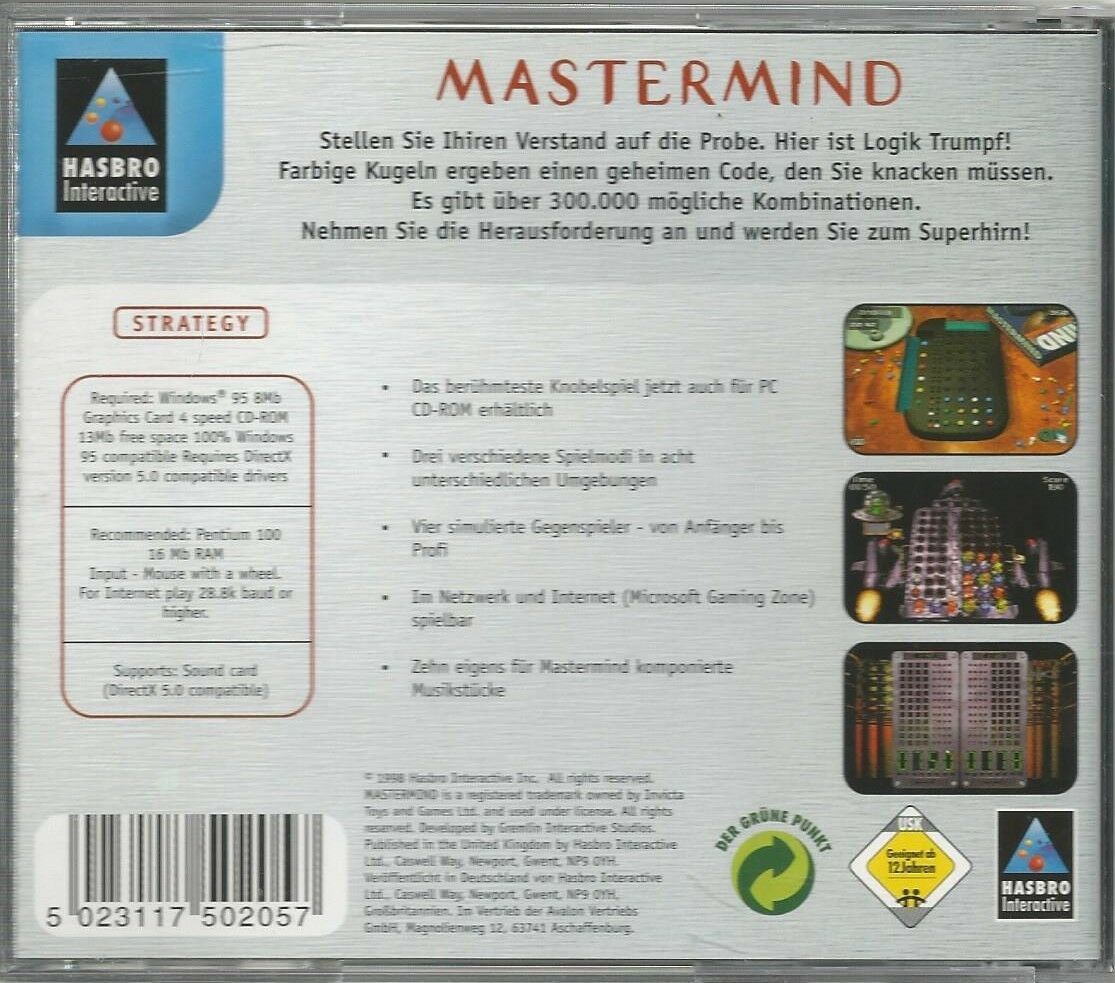 HASBRO
Interactive
MASTERMIND
Stellen Sie Ihiren Verstand auf die Probe. Hier ist Logik Trumpf!
Farbige Kugeln ergeben einen geheimen Code, den Sie knacken müssen.
Es gibt über 300.000 mögliche Kombinationen.
Nehmen Sie die Herausforderung an und werden Sie zum Superhirn!
STRATEGY
Required: Windows® 95 8Mb
Graphics Card 4 speed CD-ROM
13Mb free space 100% Windows
95 compatible Requires DirectX
version 5.0 compatible drivers
Recommended: Pentium 100
16 Mb RAM
Input - Mouse with a wheel.
For Internet play 28.8k baud or
higher.
Supports: Sound card
(DirectX 5.0 compatible)
• Das berühmteste Knobelspiel jetzt auch für PC
CD-ROM erhältlich
• Drei verschiedene Spielmodi in acht
unterschiedlichen Umgebungen
• Vier simulierte Gegenspieler - von Anfänger bis
Profi
• Im Netzwerk und Internet (Microsoft Gaming Zone)
spielbar
• Zehn eigens für Mastermind komponierte
Musikstücke
MASTERMIND
Time
Score
© 1998 Hasbro Interactive Inc. All rights reserved.
MASTERMIND is a registered trademark owned by Invicta
Toys and Games Ltd. and used under license. All rights
reserved. Developed by Gremlin Interactive Studios.
Published in the United Kingdom by Hasbro Interactive
Ltd., Caswell Way, Newport, Gwent, NP9 0YH.
Veröffentlicht in Deutschland von Hasbro Interactive
Ltd., Caswell Way, Newport, Gwent, NP9 0YH,
Großbritannien. Im Vertrieb der Avalon Vertriebs
GmbH, Magnolienweg 12, 63741 Aschaffenburg.
5 023117 502057
DER GRÜNE PUNKT
USK
Geeignet ab
12 Jahren
HASBRO
Interactive